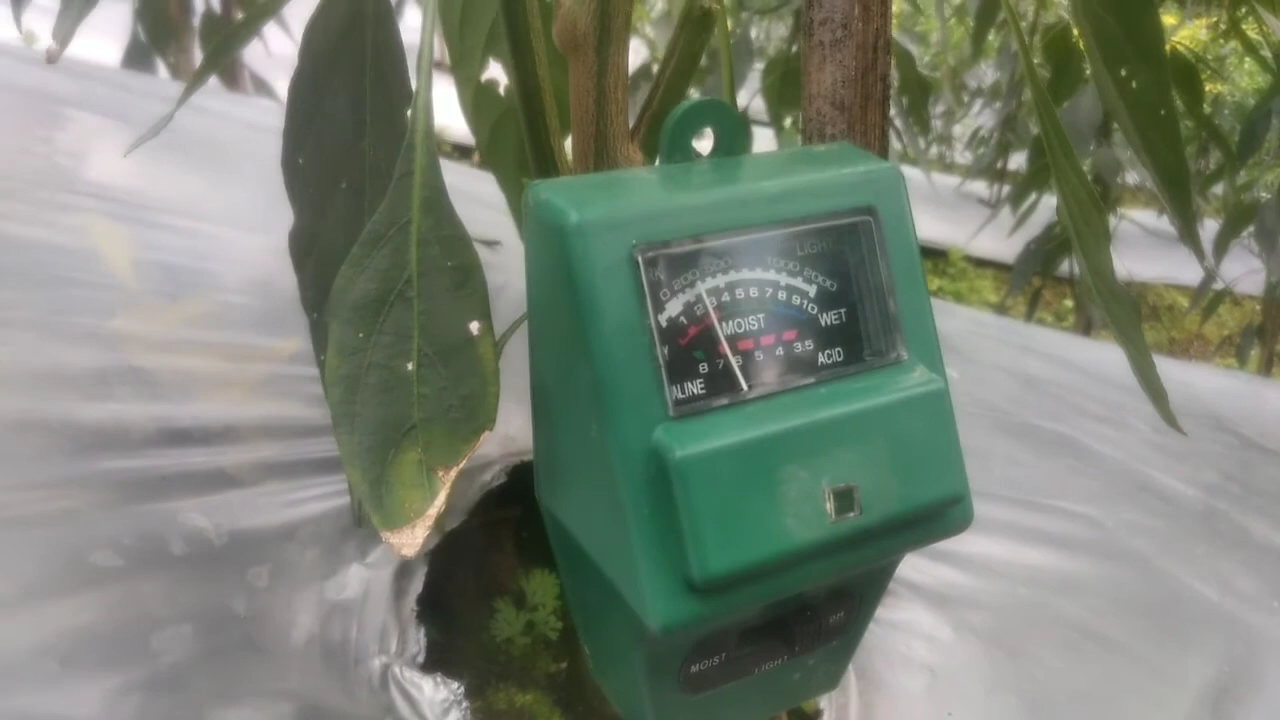 LIGHT
0 200 500 1000 2000
1 2 3 4 5 6 7 8 9 10
MOIST WET
8 7 6 5 4 3.5
ALINE ACID
MOIST LIGHT PH